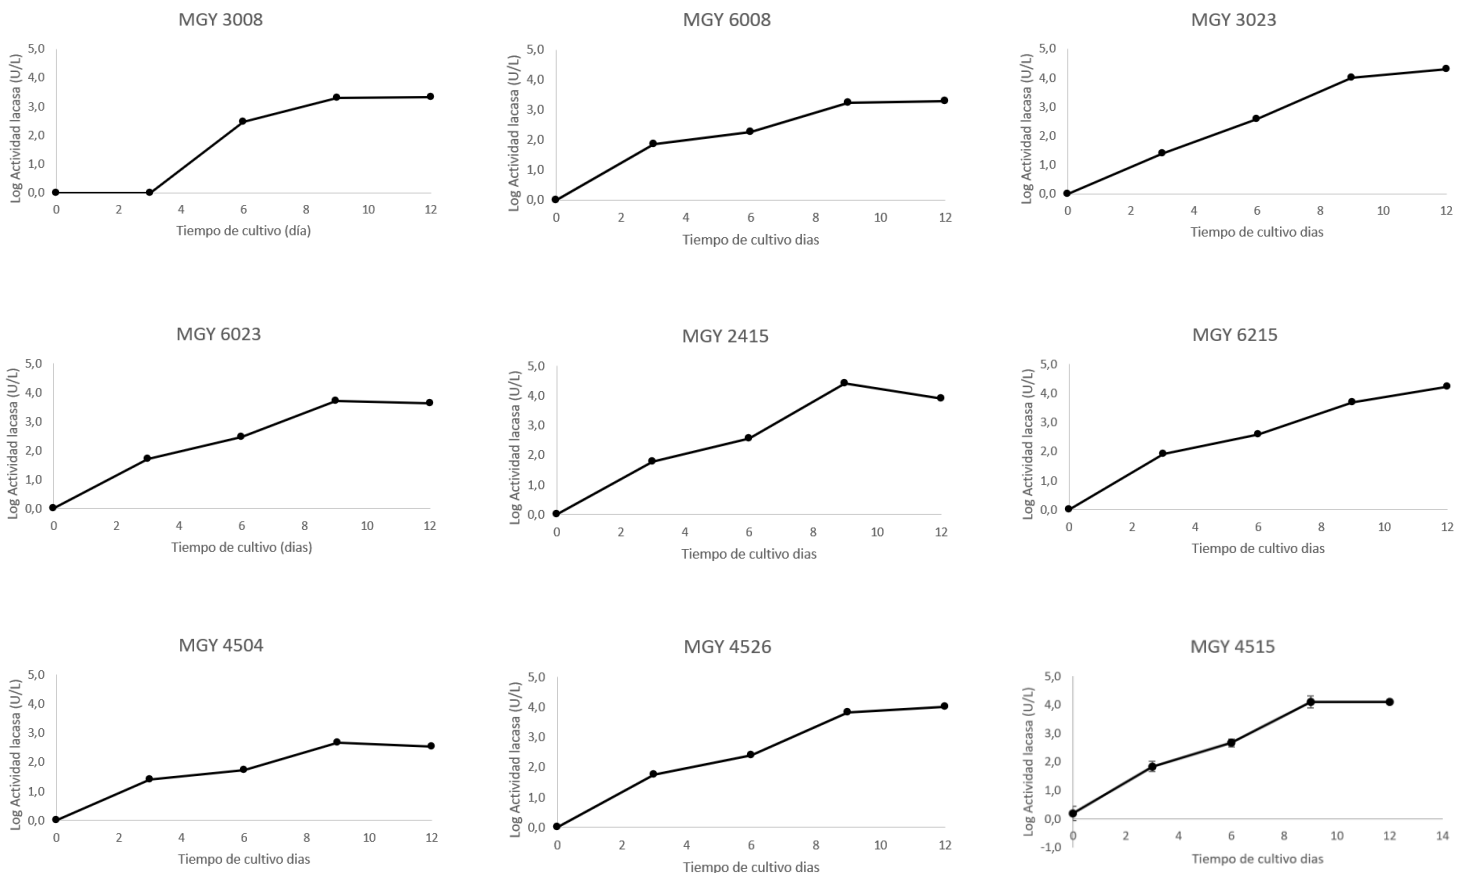 MGY 3008
Log Actividad lacasa (U/L)
5,0
4,0
3,0
2,0
1,0
0,0
0 2 4 6 8 10 12
Tiempo de cultivo (día)
MGY 6008
Log Actividad lacasa (U/L)
5,0
4,0
3,0
2,0
1,0
0,0
0 2 4 6 8 10 12
Tiempo de cultivo dias
MGY 3023
Log Actividad lacasa (U/L)
5,0
4,0
3,0
2,0
1,0
0,0
0 2 4 6 8 10 12
Tiempo de cultivo dias
MGY 6023
Log Actividad lacasa (U/L)
5,0
4,0
3,0
2,0
1,0
0,0
0 2 4 6 8 10 12
Tiempo de cultivo (dias)
MGY 2415
Log Actividad lacasa (U/L)
5,0
4,0
3,0
2,0
1,0
0,0
0 2 4 6 8 10 12
Tiempo de cultivo dias
MGY 6215
Log Actividad lacasa (U/L)
5,0
4,0
3,0
2,0
1,0
0,0
0 2 4 6 8 10 12
Tiempo de cultivo dias
MGY 4504
Log Actividad lacasa (U/L)
5,0
4,0
3,0
2,0
1,0
0,0
0 2 4 6 8 10 12
Tiempo de cultivo dias
MGY 4526
Log Actividad lacasa (U/L)
5,0
4,0
3,0
2,0
1,0
0,0
0 2 4 6 8 10 12
Tiempo de cultivo dias
MGY 4515
Log Actividad lacasa (U/L)
5,0
4,0
3,0
2,0
1,0
0,0
-1,0
0 2 4 6 8 10 12 14
Tiempo de cultivo dias